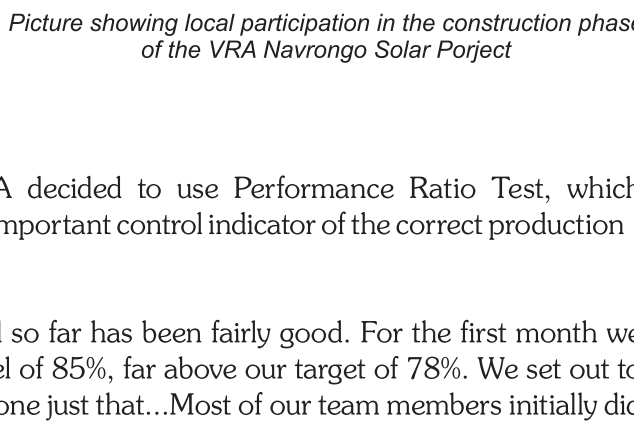 Picture showing local participation in the construction phase
of the VRA Navrongo Solar Porject
A decided to use Performance Ratio Test, which
mportant control indicator of the correct production
l so far has been fairly good. For the first month we
el of 85%, far above our target of 78%. We set out to
one just that...Most of our team members initially did